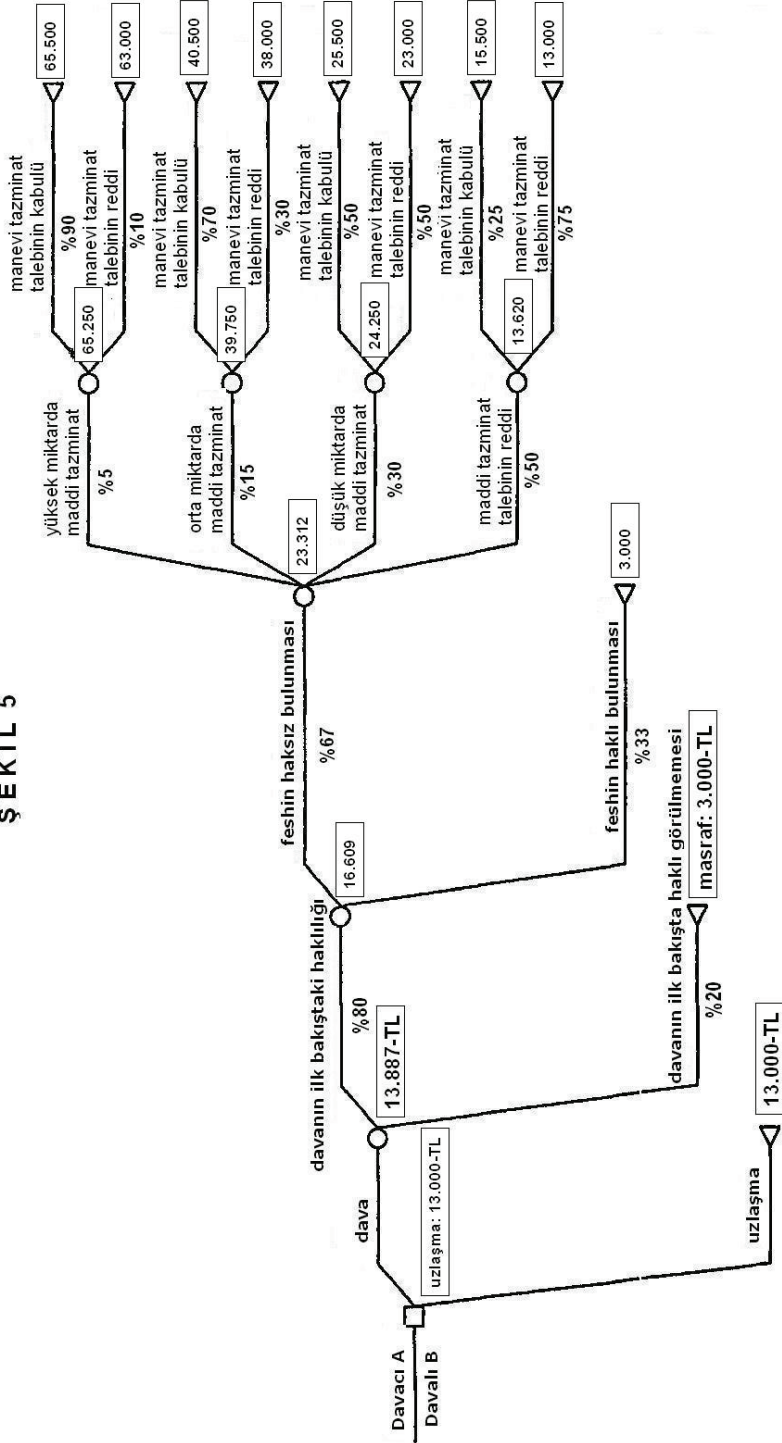 ŞEKİL 5
Davacı A
Davalı B
dava
uzlaşma: 13.000-TL
uzlaşma
13.000-TL
13.887-TL
davanın ilk bakıştaki haklılığı
%80
davanın ilk bakışta haklı görülmemesi
%20
masraf: 3.000-TL
16.609
feshin haksız bulunması
%67
feshin haklı bulunması
%33
3.000
23.312
yüksek miktarda
maddi tazminat
%5
orta miktarda
maddi tazminat
%15
düşük miktarda
maddi tazminat
%30
maddi tazminat
talebinin reddi
%50
65.250
manevi tazminat
talebinin kabulü
%90
65.500
manevi tazminat
talebinin reddi
%10
63.000
39.750
manevi tazminat
talebinin kabulü
%70
40.500
manevi tazminat
talebinin reddi
%30
38.000
24.250
manevi tazminat
talebinin kabulü
%50
25.500
manevi tazminat
talebinin reddi
%50
23.000
13.620
manevi tazminat
talebinin kabulü
%25
15.500
manevi tazminat
talebinin reddi
%75
13.000